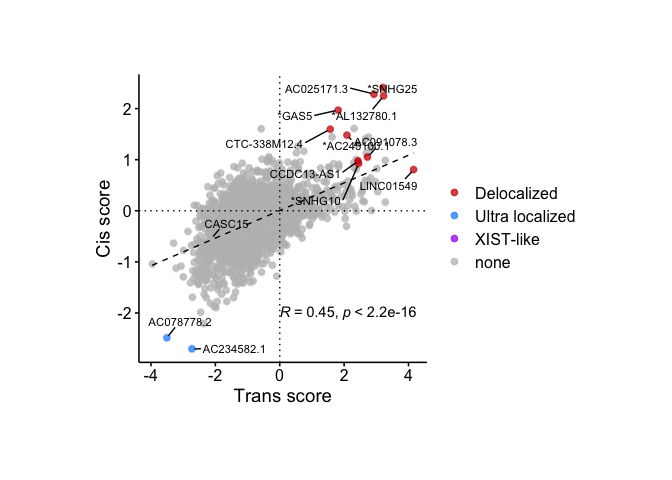 AC025171.3
*SNHG25
*GAS5
*AL132780.1
CTC-338M12.4
*AC245100.1
AC091078.3
CCDC13-AS1
LINC01549
*SNHG10
CASC15
R = 0.45, p < 2.2e-16
AC078778.2
AC234582.1
2
1
0
-1
-2
Cis score
-4
-2
0
2
4
Trans score
Delocalized
Ultra localized
XIST-like
none